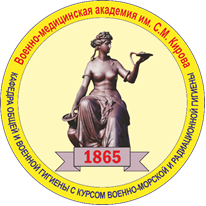 Военно-медицинская академия им. С.М. Кирова
1865
КАФЕДРА ОБЩЕЙ И ВОЕННОЙ ГИГИЕНЫ С КУРСОМ ВОЕННО-МОРСКОЙ И РАДИАЦИОННОЙ ГИГИЕНЫ